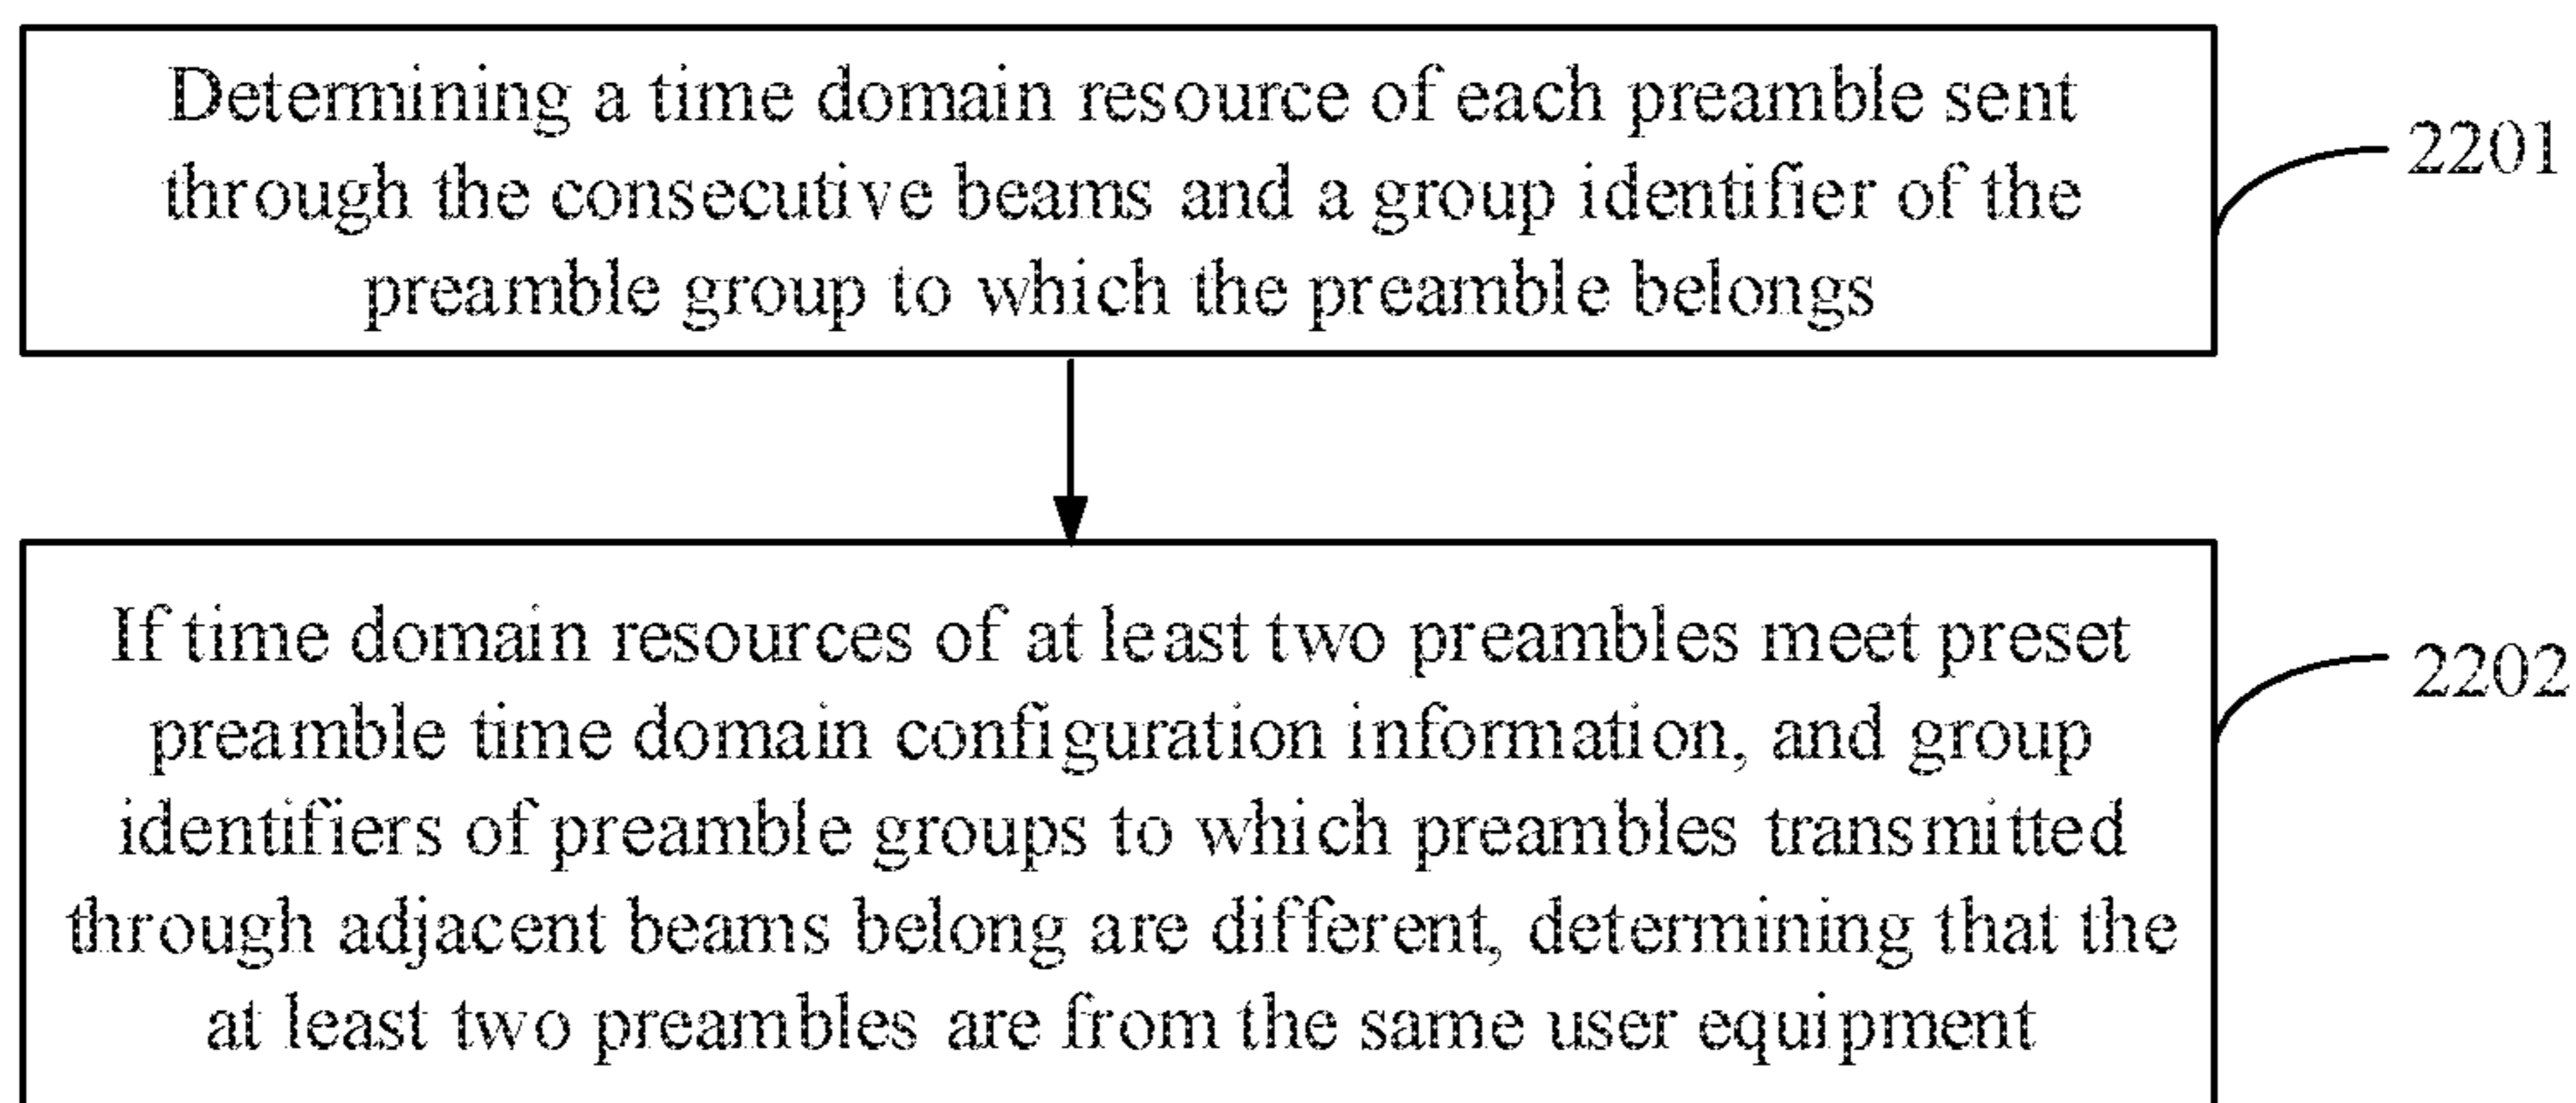 Determining a time domain resource of each preamble sent
through the consecutive beams and a group identifier of the
preamble group to which the preamble belongs
2201
If time domain resources of at least two preambles meet preset
preamble time domain configuration information, and group
identifiers of preamble groups to which preambles transmitted
through adjacent beams belong are different, determining that the
at least two preambles are from the same user equipment
2202